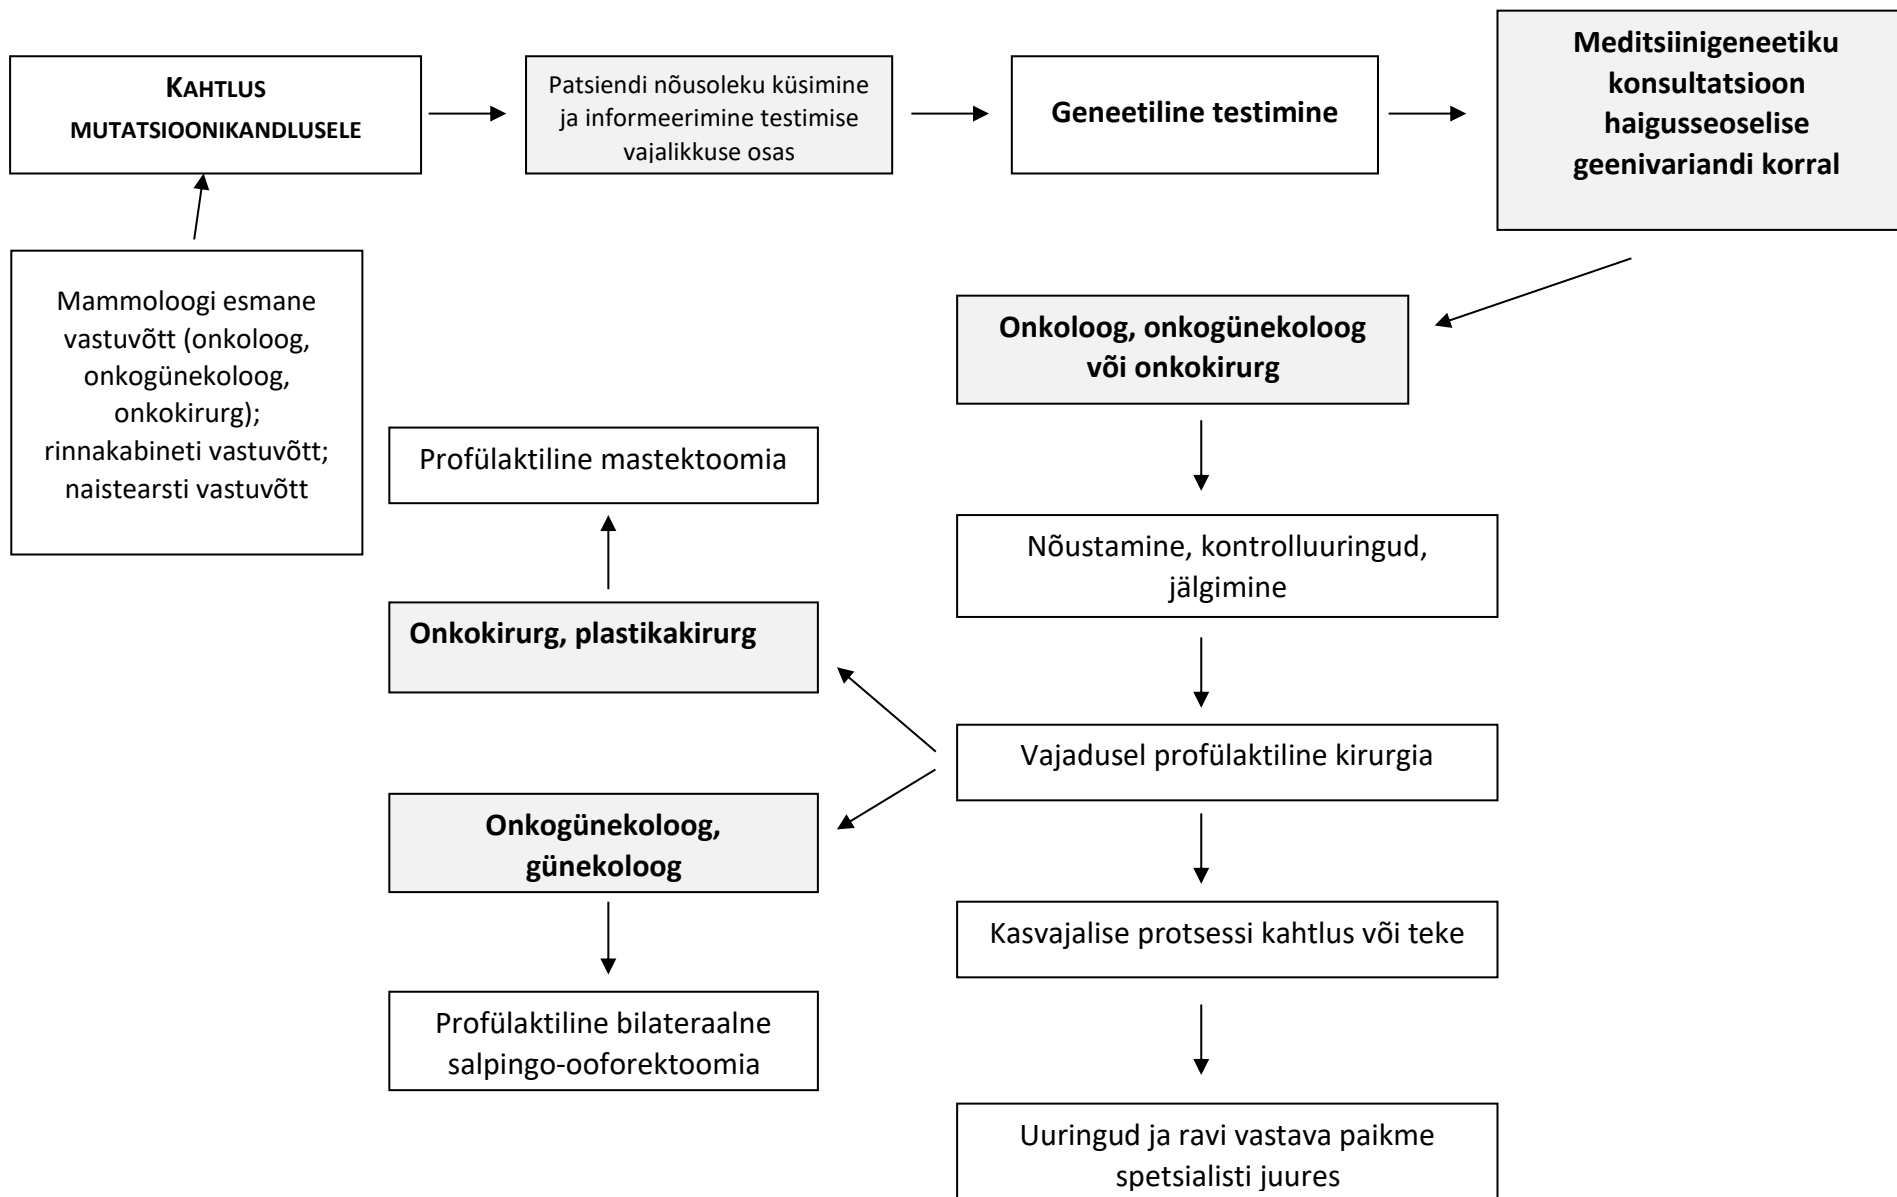 KAHTLUS
MUTATSIOONIKANDLUSELE
Patsiendi nõusoleku küsimine
ja informeerimine testimise
vajalikkuse osas
Geneetiline testimine
Meditsiinigeneetiku
konsultatsioon
haigusseoselise
geenivariandi korral
Mammoloogi esmane
vastuvõtt (onkoloog,
onkogünekoloog,
onkokirurg);
rinnakabineti vastuvõtt;
naistearsti vastuvõtt
Onkoloog, onkogünekoloog
või onkokirurg
Nõustamine, kontrolluuringud,
jälgimine
Vajadusel profülaktiline kirurgia
Onkokirurg, plastikakirurg
Profülaktiline mastektoomia
Onkogünekoloog,
günekoloog
Profülaktiline bilateraalne
salpingo-ooforektoomia
Kasvajalise protsessi kahtlus või teke
Uuringud ja ravi vastava paikme
spetsialisti juures